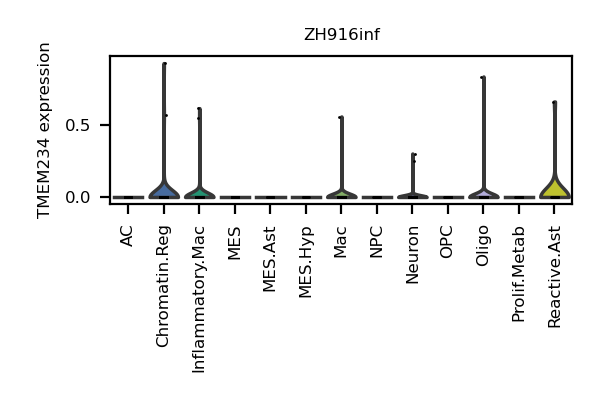 ZH916inf
TMEM234 expression
0.5
0.0
AC
Chromatin.Reg
Inflammatory.Mac
MES
MES.Ast
MES.Hyp
Mac
NPC
Neuron
OPC
Oligo
Prolif.Metab
Reactive.Ast